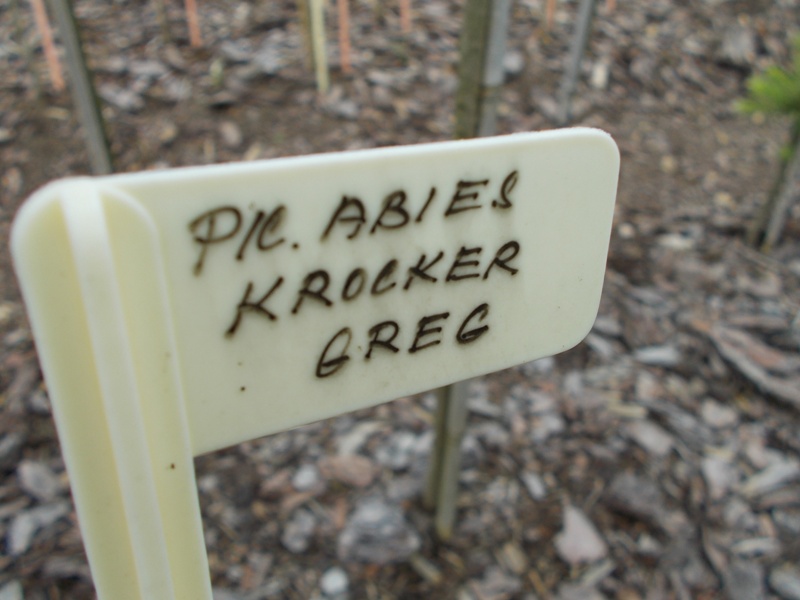 PIC. ABIES
KROCKER
GREG